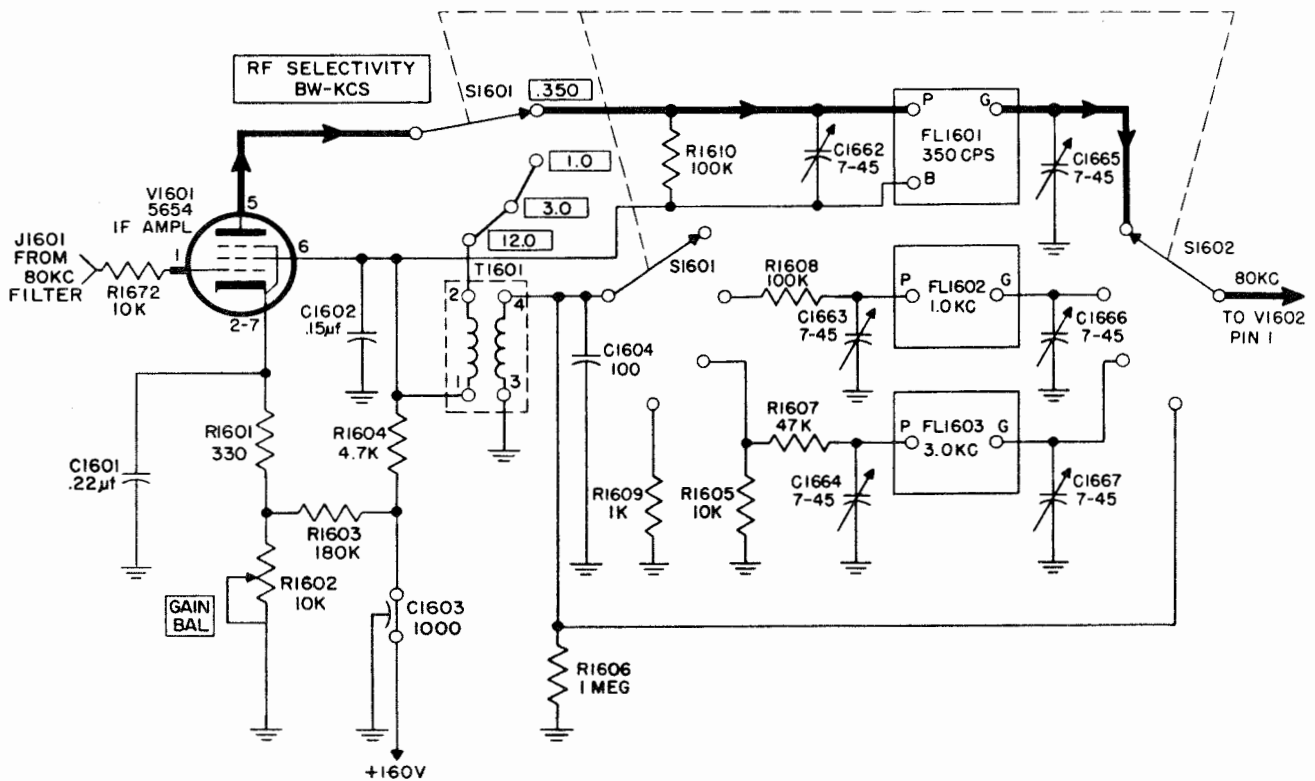 RF SELECTIVITY
BW-KCS
S1601
.350
1.0
3.0
12.0
V1601
5654
IF AMPL
5
1
6
2-7
J1601
FROM
80KC
FILTER
R1672
10K
C1602
.15µf
T1601
2
4
1
3
R1610
100K
C1662
7-45
P
G
FL1601
350 CPS
B
C1665
7-45
S1601
R1608
100K
C1663
7-45
P
G
FL1602
1.0KC
C1666
7-45
S1602
80KC
TO V1602
PIN 1
C1604
100
R1601
330
R1604
4.7K
C1601
.22µf
R1603
180K
R1602
10K
GAIN
BAL
C1603
1000
R1609
1K
R1605
10K
R1607
47K
C1664
7-45
P
G
FL1603
3.0KC
C1667
7-45
R1606
1 MEG
+160V